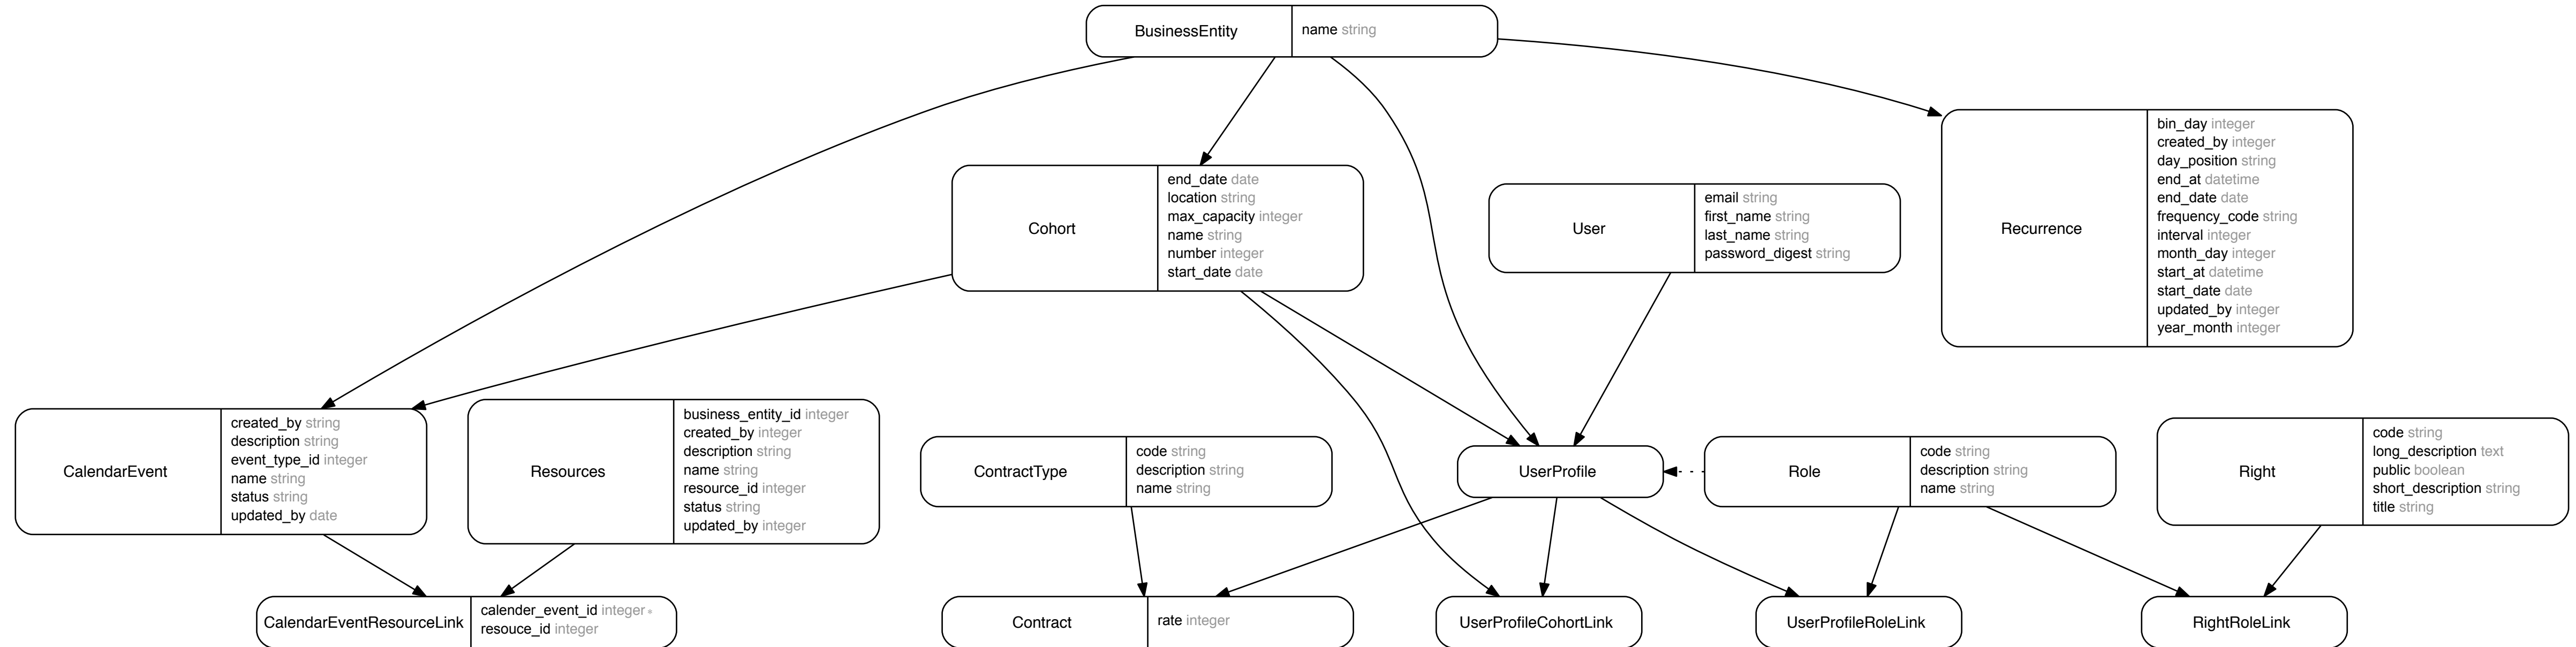 BusinessEntity
name string
Cohort
end_date date
location string
max_capacity integer
name string
number integer
start_date date
User
email string
first_name string
last_name string
password_digest string
Recurrence
bin_day integer
created_by integer
day_position string
end_at datetime
end_date date
frequency_code string
interval integer
month_day integer
start_at datetime
start_date date
updated_by integer
year_month integer
CalendarEvent
created_by string
description string
event_type_id integer
name string
status string
updated_by date
Resources
business_entity_id integer
created_by integer
description string
name string
resource_id integer
status string
updated_by integer
ContractType
code string
description string
name string
UserProfile
Role
code string
description string
name string
Right
code string
long_description text
public boolean
short_description string
title string
CalendarEventResourceLink
calender_event_id integer *
resouce_id integer
Contract
rate integer
UserProfileCohortLink
UserProfileRoleLink
RightRoleLink